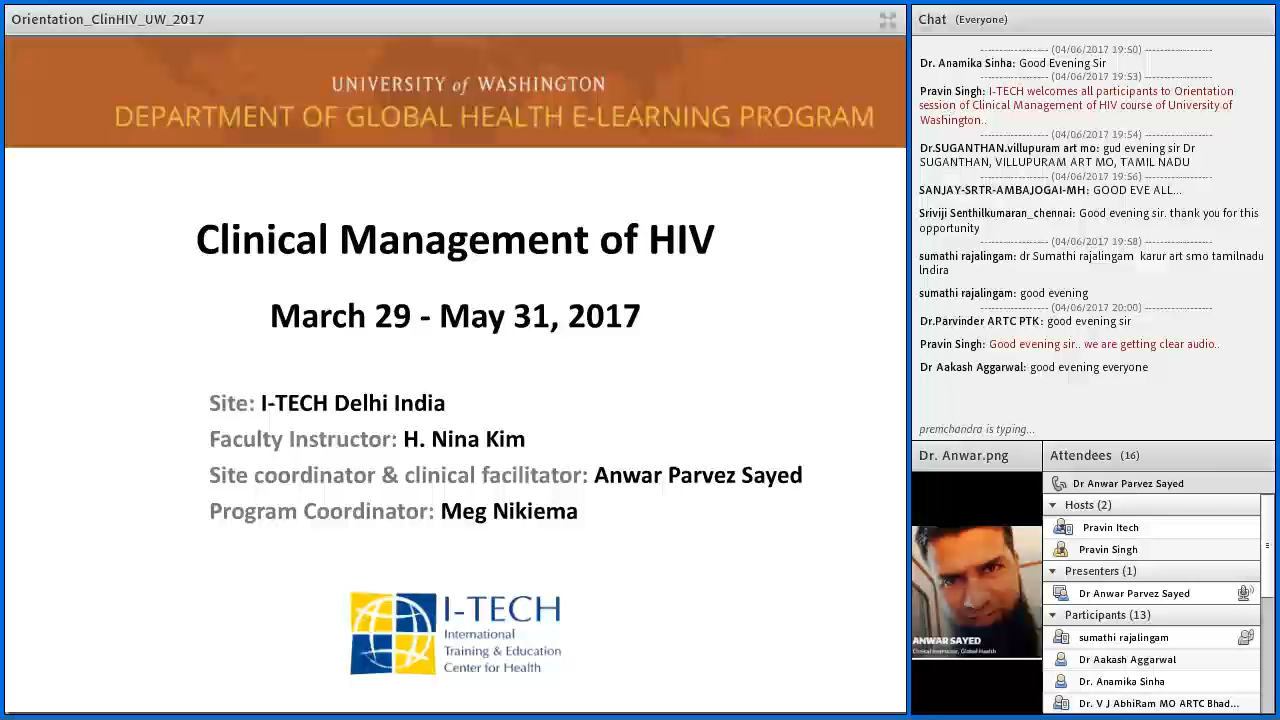 Orientation_ClinHIV_UW_2017
UNIVERSITY of WASHINGTON
DEPARTMENT OF GLOBAL HEALTH E-LEARNING PROGRAM
Clinical Management of HIV
March 29 - May 31, 2017
Site: I-TECH Delhi India
Faculty Instructor: H. Nina Kim
Site coordinator & clinical facilitator: Anwar Parvez Sayed
Program Coordinator: Meg Nikiema
I-TECH
International
Training & Education
Center for Health
Chat (Everyone)
------------------ (04/06/2017 19:50) ------------------
Dr. Anamika Sinha: Good Evening Sir
------------------ (04/06/2017 19:53) ------------------
Pravin Singh: I-TECH welcomes all participants to Orientation
session of Clinical Management of HIV course of University of
Washington..
------------------ (04/06/2017 19:54) ------------------
Dr.SUGANTHAN.villupuram art mo: gud evening sir Dr
SUGANTHAN, VILLUPURAM ART MO, TAMIL NADU
------------------ (04/06/2017 19:56) ------------------
SANJAY-SRTR-AMBAJOGAI-MH: GOOD EVE ALL...
Sriviji Senthilkumaran_chennai: Good evening sir. thank you for this
opportunity
------------------ (04/06/2017 19:58) ------------------
sumathi rajalingam: dr Sumathi rajalingam karur art smo tamilnadu
Indira
sumathi rajalingam: good evening
------------------ (04/06/2017 20:00) ------------------
Dr.Parvinder ARTC PTK: good evening sir
Pravin Singh: Good evening sir.. we are getting clear audio..
Dr Aakash Aggarwal: good evening everyone
premchandra is typing...
Dr. Anwar.png
ANWAR SAYED
Clinical Instructor, Global Health
Attendees (16)
Dr Anwar Parvez Sayed
Hosts (2)
Pravin Itech
Pravin Singh
Presenters (1)
Dr Anwar Parvez Sayed
Participants (13)
sumathi rajalingam
Dr Aakash Aggarwal
Dr. Anamika Sinha
Dr. V J AbhiRam MO ARTC Bhad...